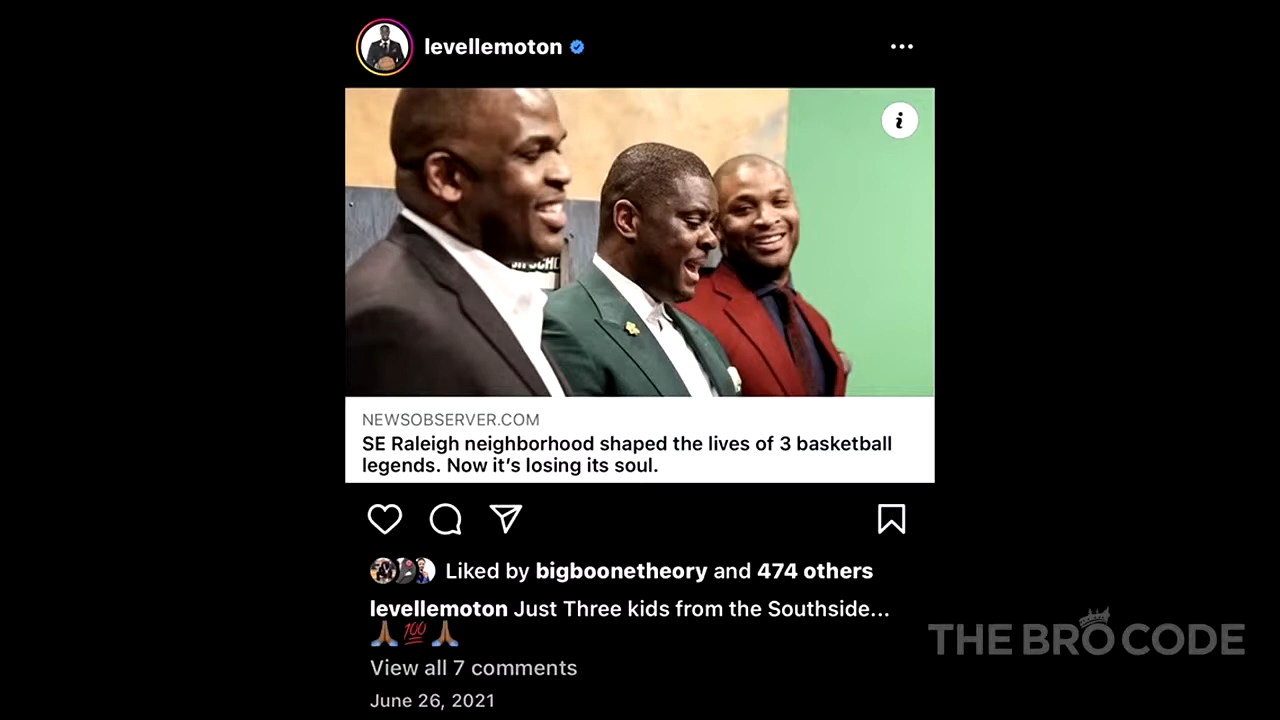 levellemoton
NEWSOBSERVER.COM
SE Raleigh neighborhood shaped the lives of 3 basketball
legends. Now it's losing its soul.
Liked by bigboonetheory and 474 others
levellemoton Just Three kids from the Southside...
🙏🏾💯🙏🏾
View all 7 comments
June 26, 2021
THE BRO CODE